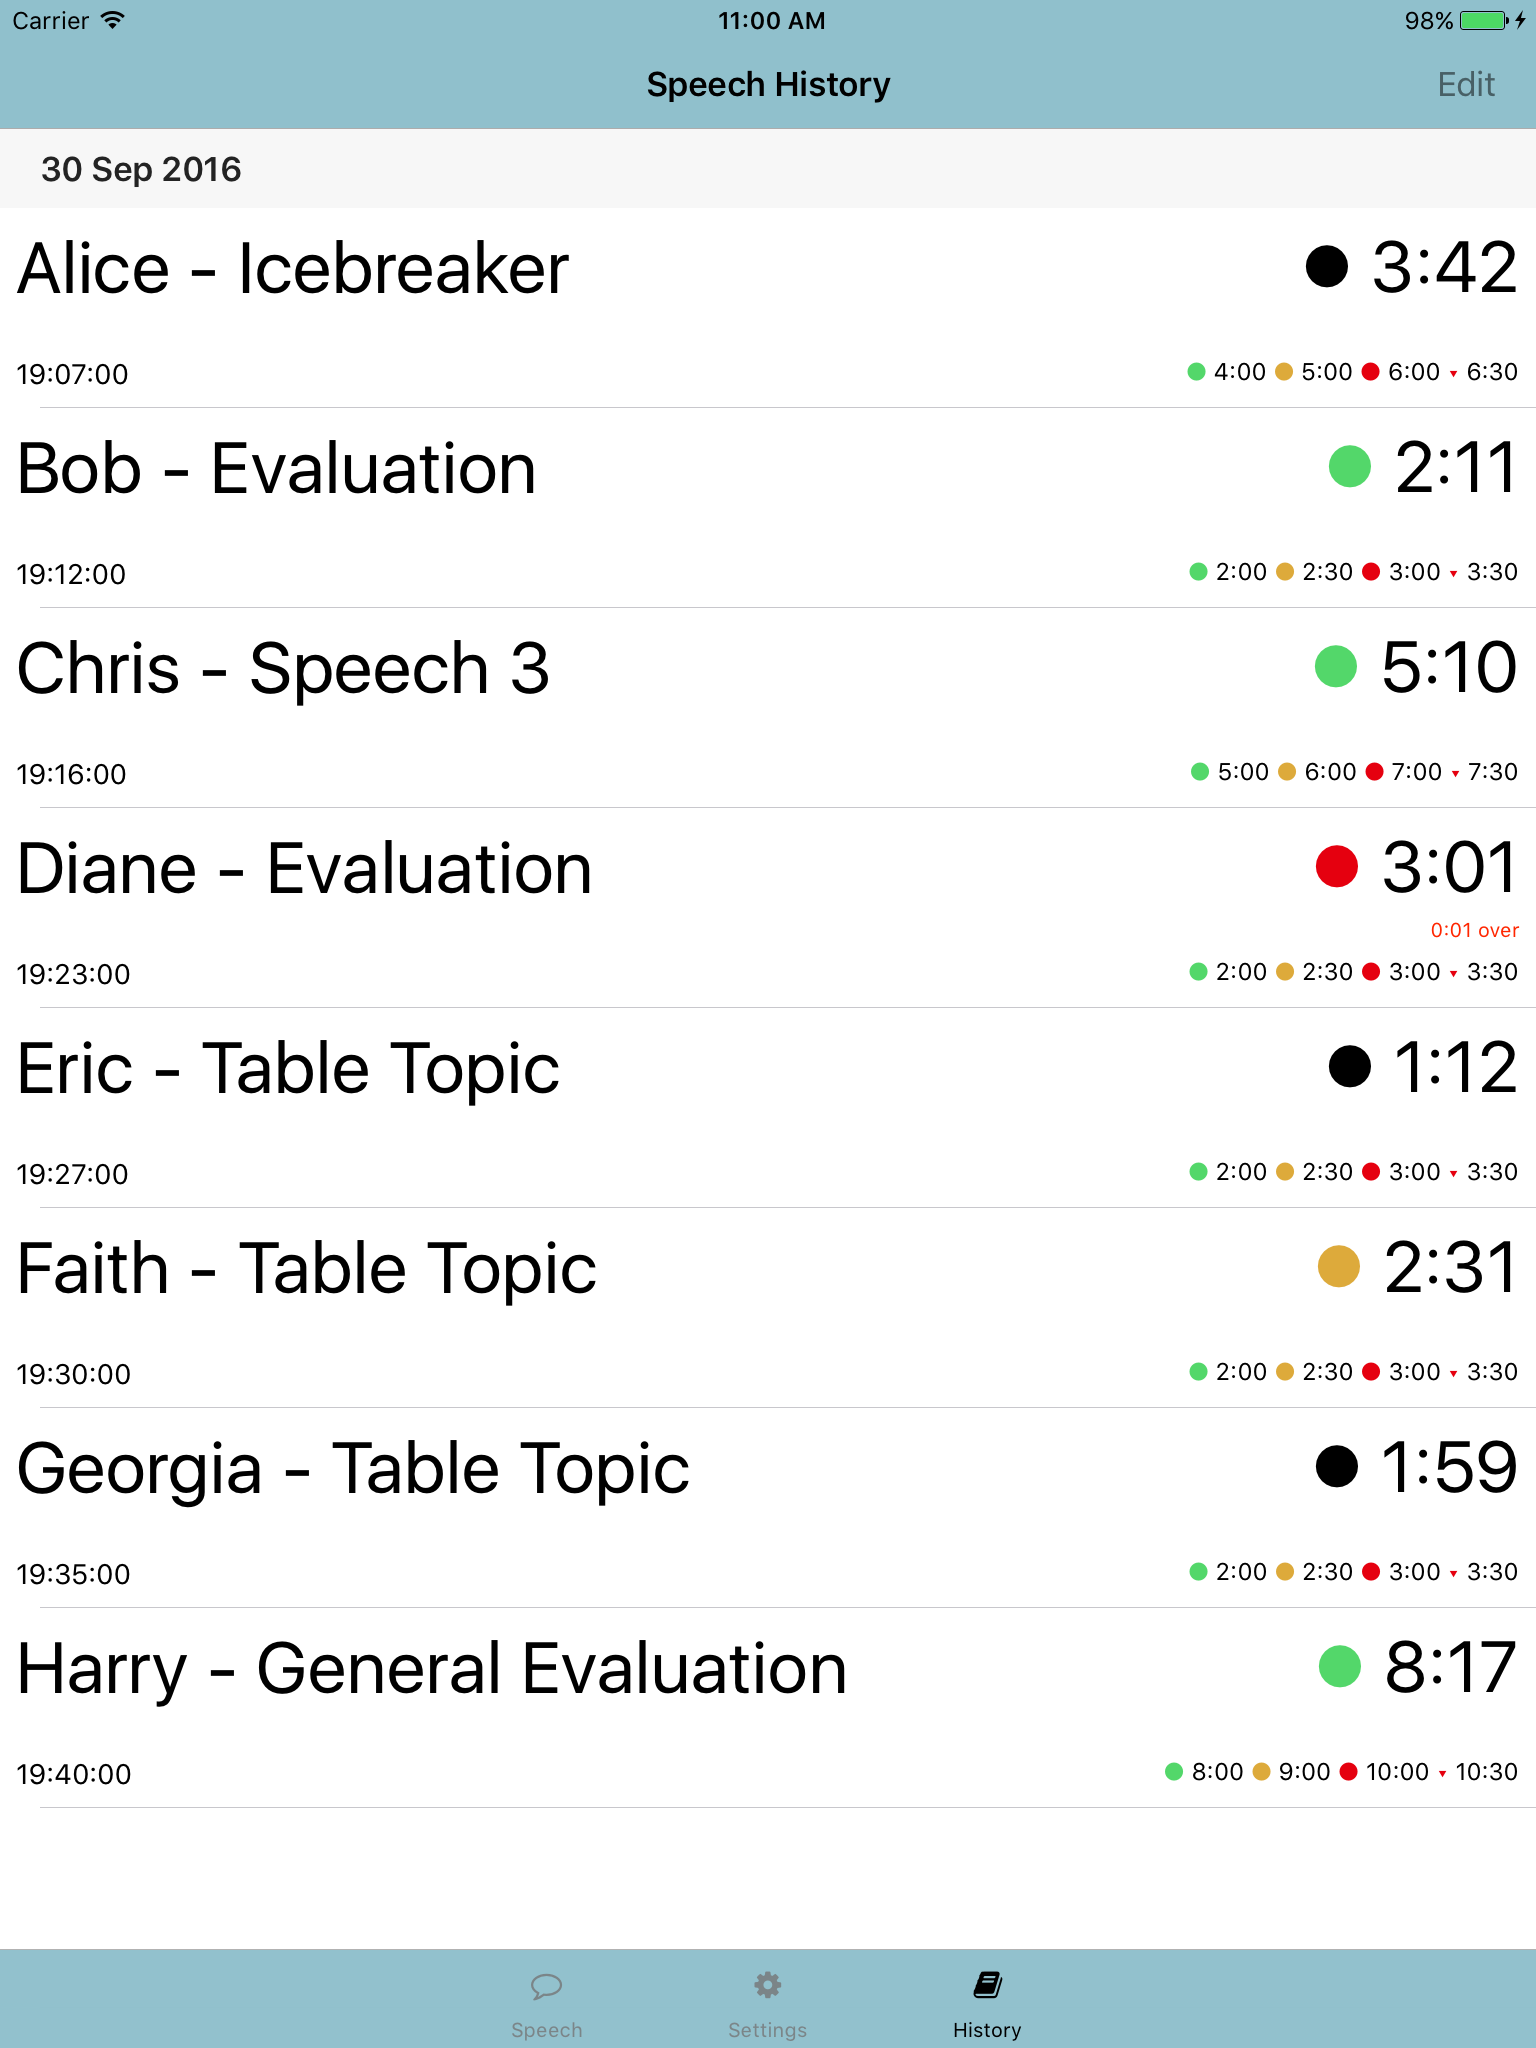 Carrier 11:00 AM 98%
Speech History Edit
30 Sep 2016
Alice - Icebreaker 3:42
19:07:00 4:00 5:00 6:00 6:30
Bob - Evaluation 2:11
19:12:00 2:00 2:30 3:00 3:30
Chris - Speech 3 5:10
19:16:00 5:00 6:00 7:00 7:30
Diane - Evaluation 3:01
0:01 over
19:23:00 2:00 2:30 3:00 3:30
Eric - Table Topic 1:12
19:27:00 2:00 2:30 3:00 3:30
Faith - Table Topic 2:31
19:30:00 2:00 2:30 3:00 3:30
Georgia - Table Topic 1:59
19:35:00 2:00 2:30 3:00 3:30
Harry - General Evaluation 8:17
19:40:00 8:00 9:00 10:00 10:30
Speech Settings History